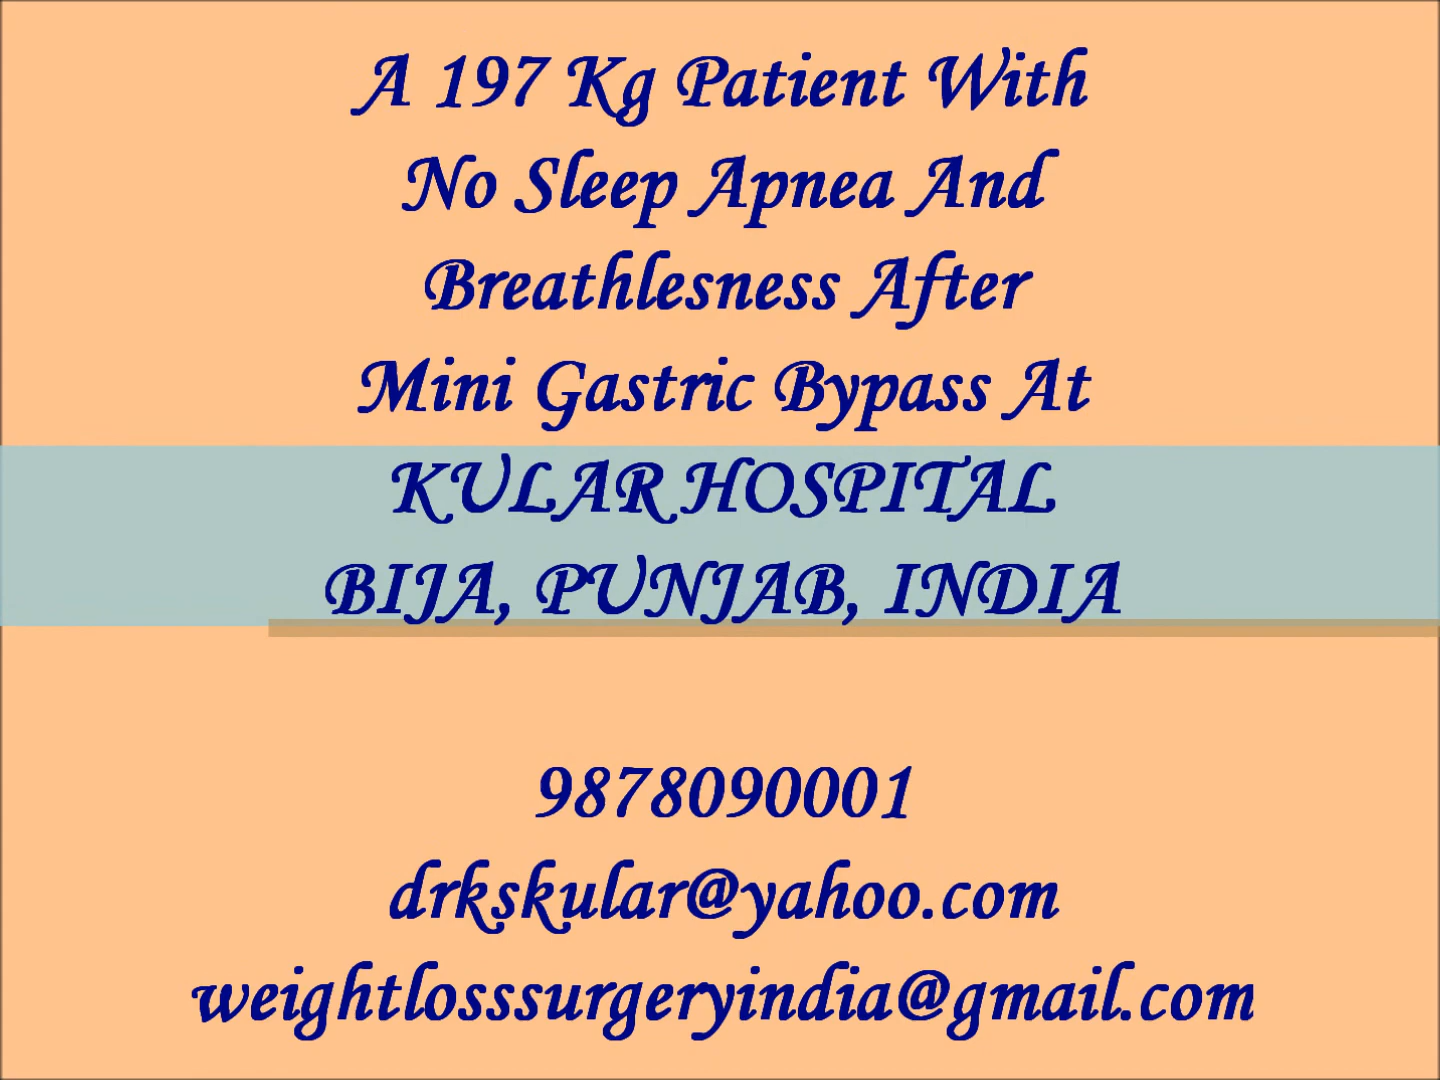 A 197 Kg Patient With
No Sleep Apnea And
Breathlesness After
Mini Gastric Bypass At
KULAR HOSPITAL
BIJA, PUNJAB, INDIA
9878090001
drkskular@yahoo.com
weightlosssurgeryindia@gmail.com